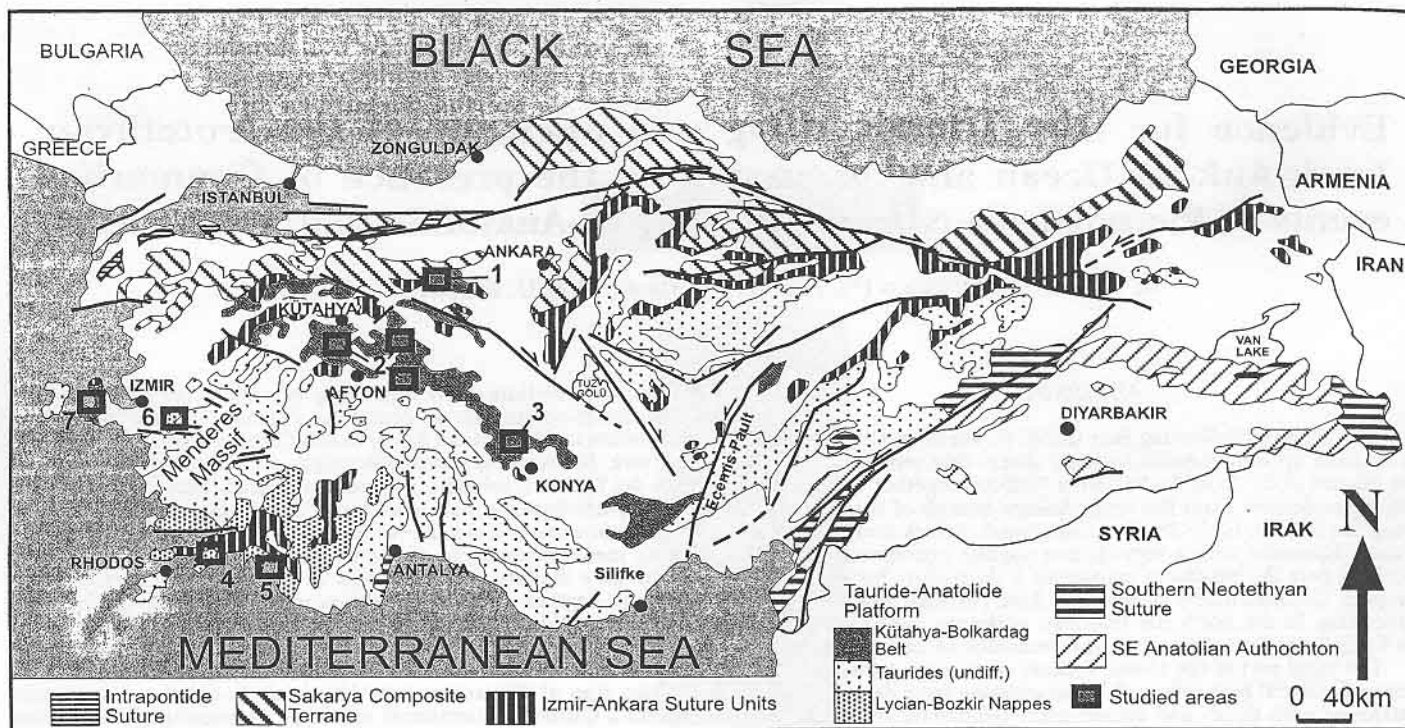 BLACK SEA
BULGARIA
GEORGIA
GREECE
ZONGULDAK
ISTANBUL
ARMENIA
ANKARA
1
IRAN
KÜTAHYA
2
VAN
LAKE
TUZ
GÖLÜ
IZMIR
AFYON
7
6
3
DIYARBAKIR
Menderes
Massif
KONYA
Ecemis Fault
SYRIA
IRAK
N
RHODOS
4
5
ANTALYA
Silifke
MEDITERRANEAN SEA
Tauride-Anatolide
Platform
Kütahya-Bolkardag
Belt
Taurides (undiff.)
Lycian-Bozkir Nappes
Southern Neotethyan
Suture
SE Anatolian Authochton
Studied areas
0 40km
Intrapontide
Suture
Sakarya Composite
Terrane
Izmir-Ankara Suture Units